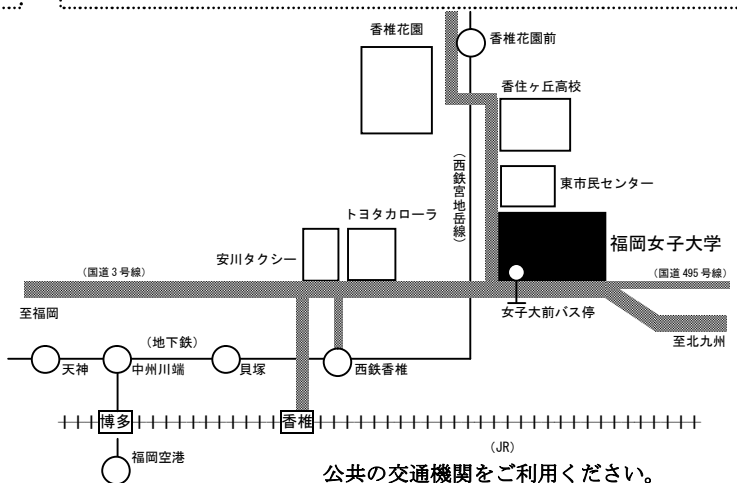 香椎花園
香椎花園前
香住ヶ丘高校
（西鉄宮地岳線）
東市民センター
トヨタカローラ
安川タクシー
福岡女子大学
（国道3号線）
（国道495号線）
至福岡
女子大前バス停
至北九州
（地下鉄）
天神
中州川端
貝塚
西鉄香椎
博多
香椎
（JR）
福岡空港
公共の交通機関をご利用ください。